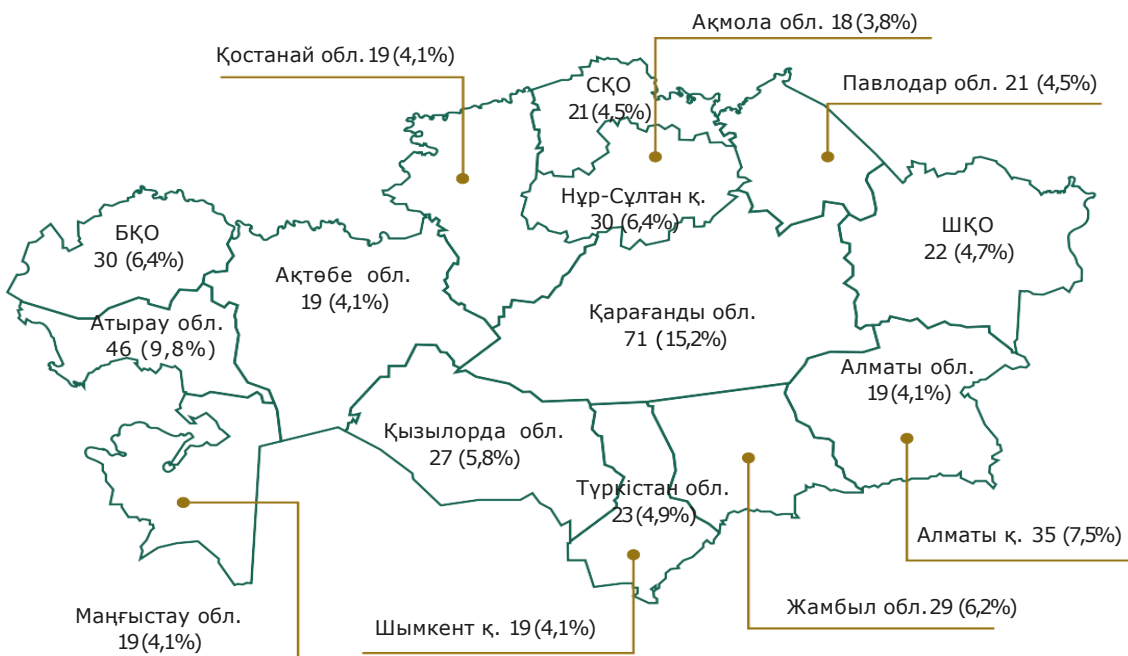 Ақмола обл. 18 (3,8%)
Қостанай обл. 19 (4,1%)
СҚО
21 (4,5%)
Павлодар обл. 21 (4,5%)
Нұр-Сұлтан қ.
30 (6,4%)
БҚО
30 (6,4%)
ШҚО
22 (4,7%)
Ақтөбе обл.
19 (4,1%)
Қарағанды обл.
71 (15,2%)
Атырау обл.
46 (9,8%)
Алматы обл.
19 (4,1%)
Қызылорда обл.
27 (5,8%)
Түркістан обл.
23 (4,9%)
Алматы қ. 35 (7,5%)
Маңғыстау обл.
19 (4,1%)
Шымкент қ. 19 (4,1%)
Жамбыл обл. 29 (6,2%)